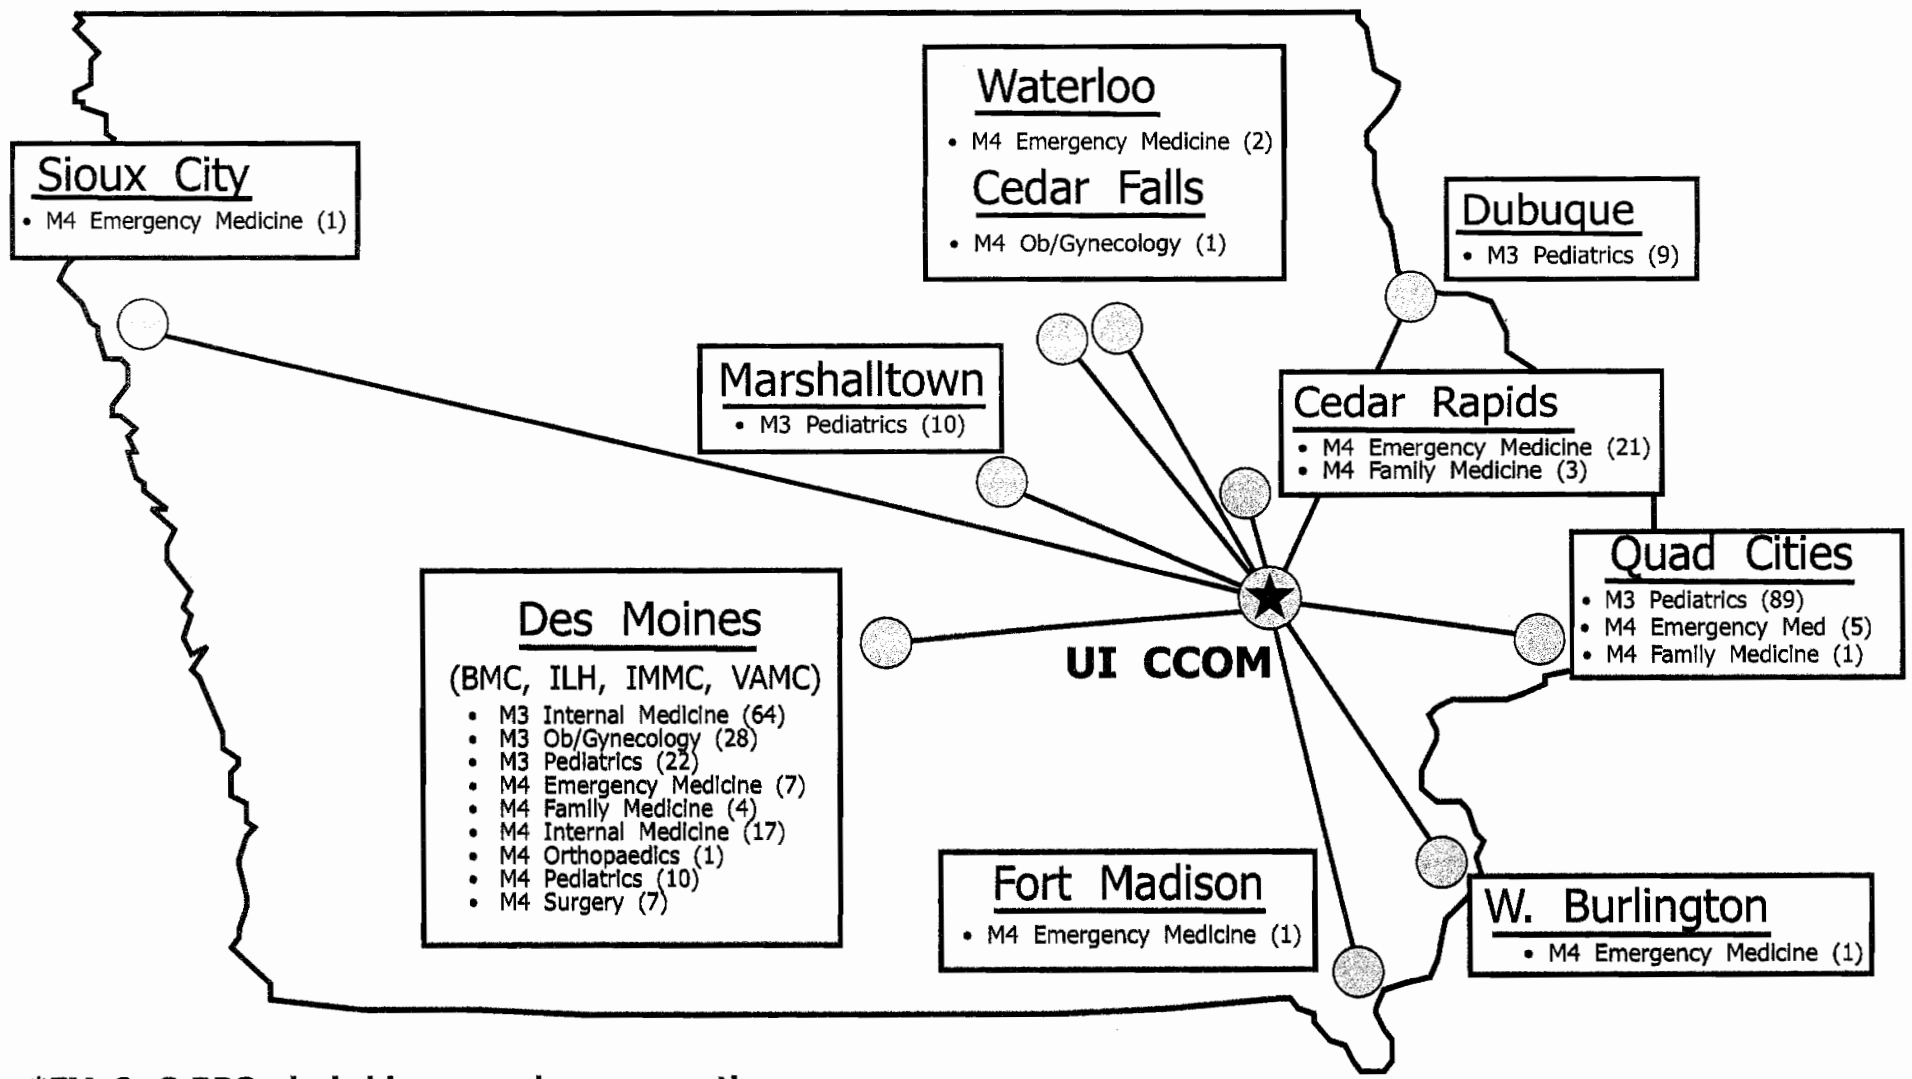 Waterloo
• M4 Emergency Medicine (2)
Cedar Falls
• M4 Ob/Gynecology (1)
Sioux City
• M4 Emergency Medicine (1)
Dubuque
• M3 Pediatrics (9)
Marshalltown
• M3 Pediatrics (10)
Cedar Rapids
• M4 Emergency Medicine (21)
• M4 Family Medicine (3)
Quad Cities
• M3 Pediatrics (89)
• M4 Emergency Med (5)
• M4 Family Medicine (1)
UI CCOM
Des Moines
(BMC, ILH, IMMC, VAMC)
• M3 Internal Medicine (64)
• M3 Ob/Gynecology (28)
• M3 Pediatrics (22)
• M4 Emergency Medicine (7)
• M4 Family Medicine (4)
• M4 Internal Medicine (17)
• M4 Orthopaedics (1)
• M4 Pediatrics (10)
• M4 Surgery (7)
Fort Madison
• M4 Emergency Medicine (1)
W. Burlington
• M4 Emergency Medicine (1)